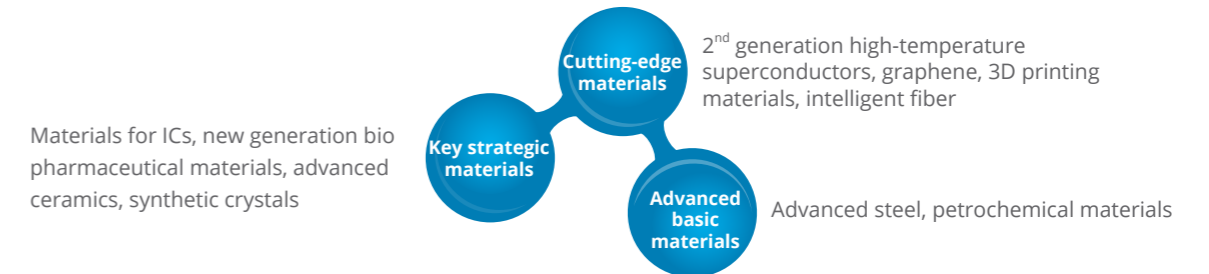 Cutting-edge
materials
2nd generation high-temperature
superconductors, graphene, 3D printing
materials, intelligent fiber
Materials for ICs, new generation bio
pharmaceutical materials, advanced
ceramics, synthetic crystals
Key strategic
materials
Advanced
basic
materials
Advanced steel, petrochemical materials